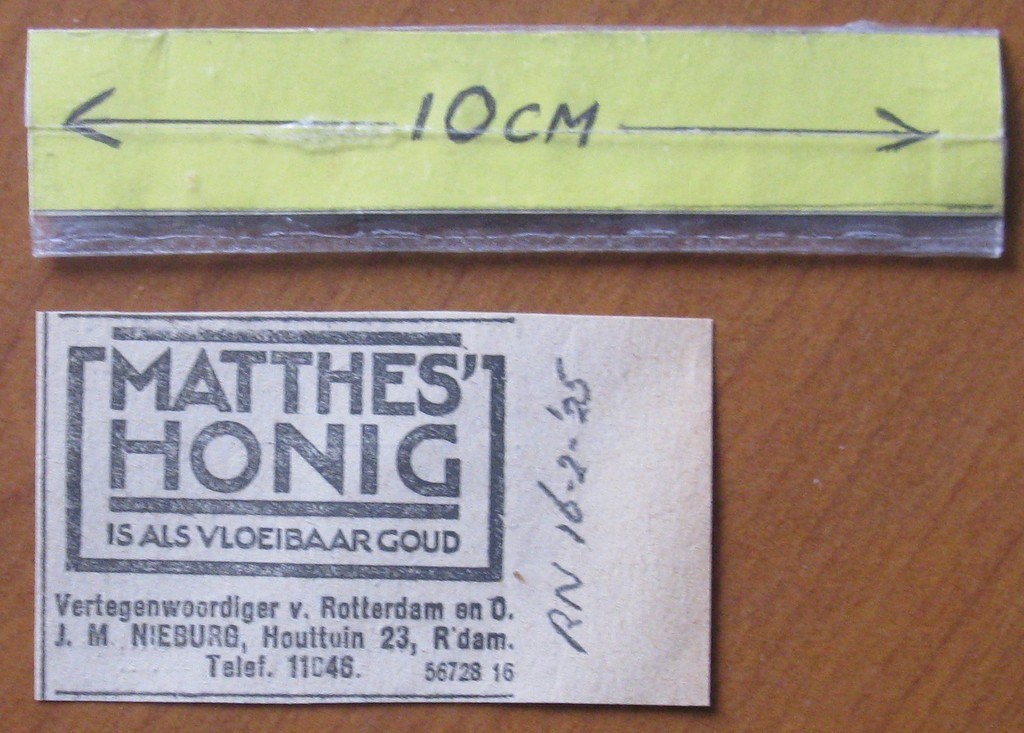 10CM
MATTHES'
HONIG
IS ALS VLOEIBAAR GOUD
Vertegenwoordiger v. Rotterdam en O.
J. M. NIEBURG, Houttuin 23, R'dam.
Telef. 11046.
56728 16
RN 16-2-'25